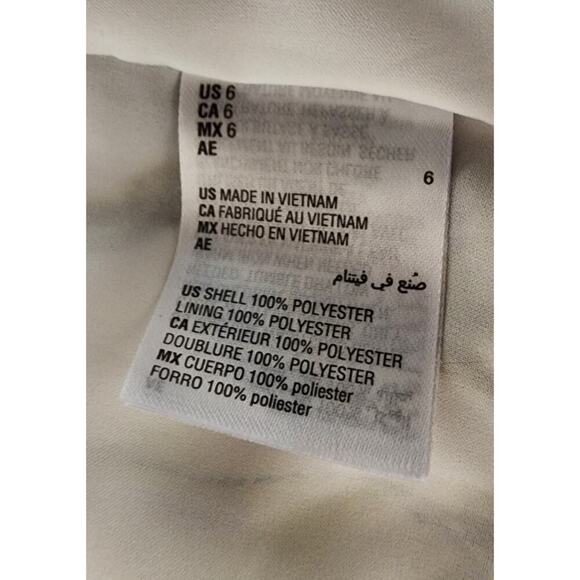 US 6
CA 6
MX 6
AE
6
US MADE IN VIETNAM
CA FABRIQUÉ AU VIETNAM
MX HECHO EN VIETNAM
AE
صُنع في فيتنام
US SHELL 100% POLYESTER
LINING 100% POLYESTER
CA EXTÉRIEUR 100% POLYESTER
DOUBLURE 100% POLYESTER
MX CUERPO 100% poliester
FORRO 100% poliester